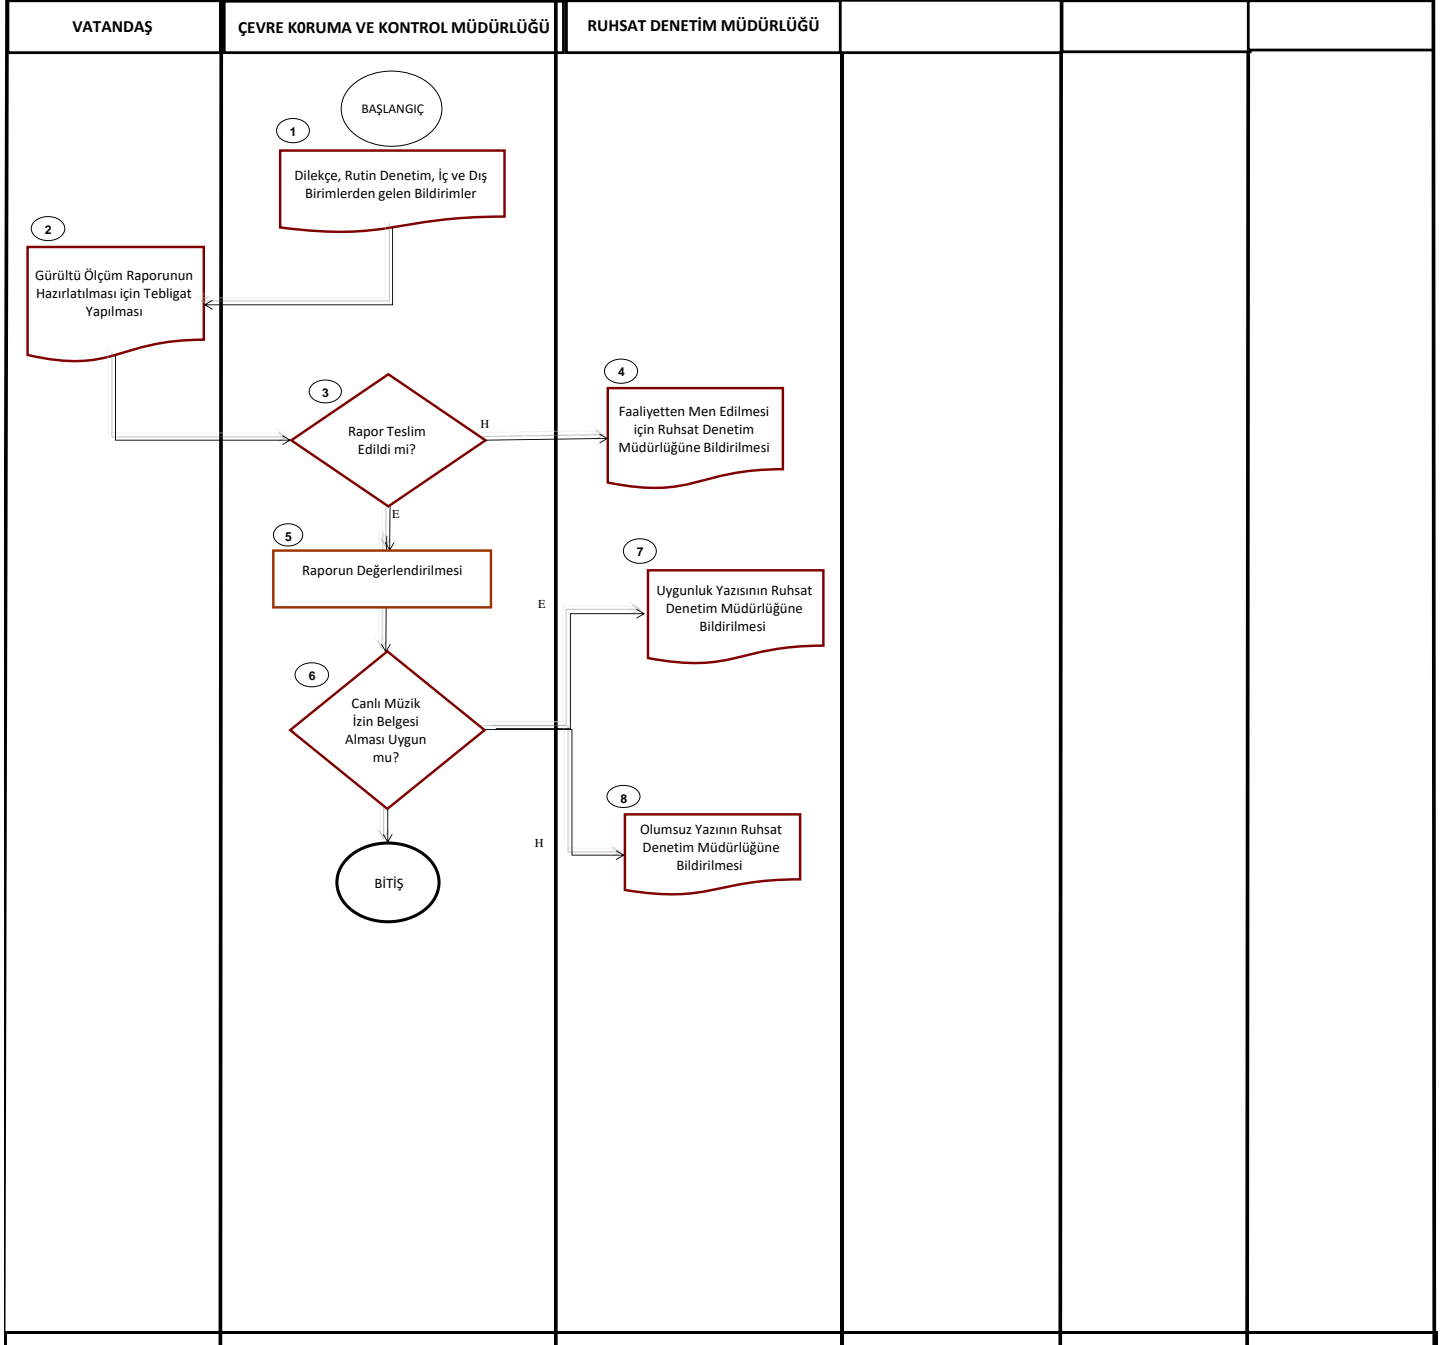 VATANDAŞ
ÇEVRE K0RUMA VE KONTROL MÜDÜRLÜĞÜ
RUHSAT DENETİM MÜDÜRLÜĞÜ
BAŞLANGIÇ
1
Dilekçe, Rutin Denetim, İç ve Dış
Birimlerden gelen Bildirimler
2
Gürültü Ölçüm Raporunun
Hazırlatılması için Tebligat
Yapılması
3
Rapor Teslim
Edildi mi?
H
4
Faaliyetten Men Edilmesi
için Ruhsat Denetim
Müdürlüğüne Bildirilmesi
E
5
Raporun Değerlendirilmesi
E
7
Uygunluk Yazısının Ruhsat
Denetim Müdürlüğüne
Bildirilmesi
6
Canlı Müzik
İzin Belgesi
Alması Uygun
mu?
H
8
Olumsuz Yazının Ruhsat
Denetim Müdürlüğüne
Bildirilmesi
BİTİŞ